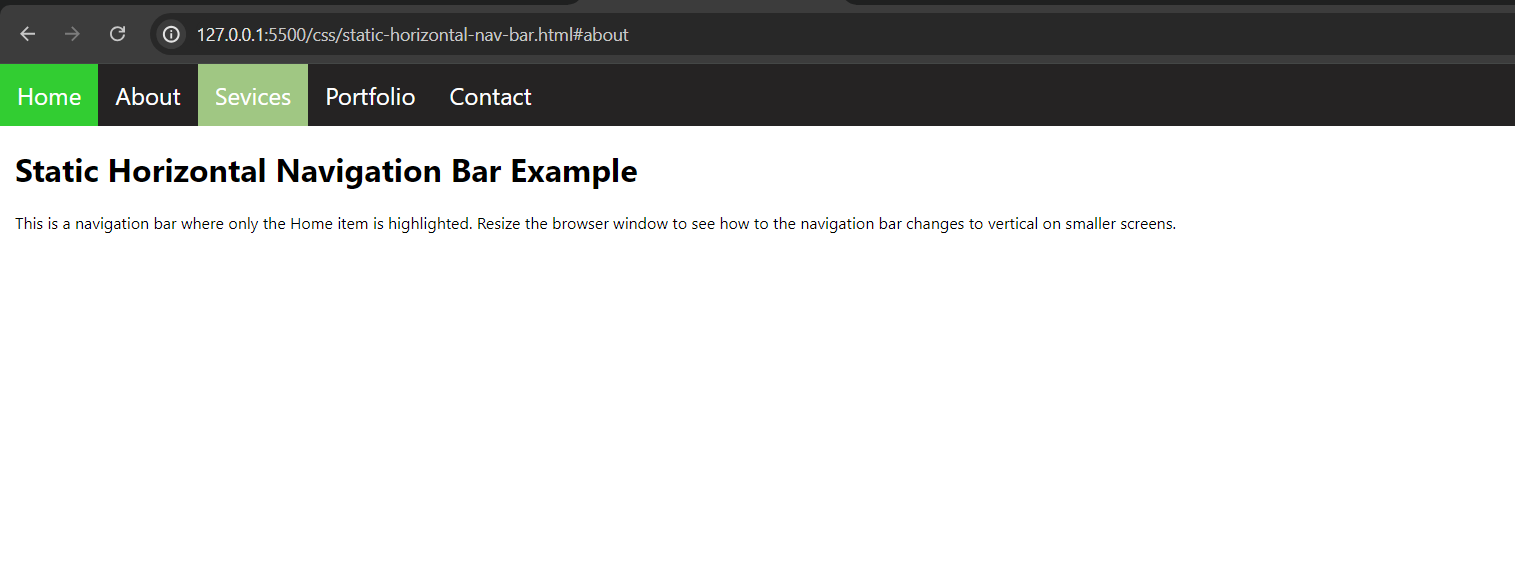 127.0.0.1:5500/css/static-horizontal-nav-bar.html#about
Home About Sevices Portfolio Contact
Static Horizontal Navigation Bar Example
This is a navigation bar where only the Home item is highlighted. Resize the browser window to see how to the navigation bar changes to vertical on smaller screens.